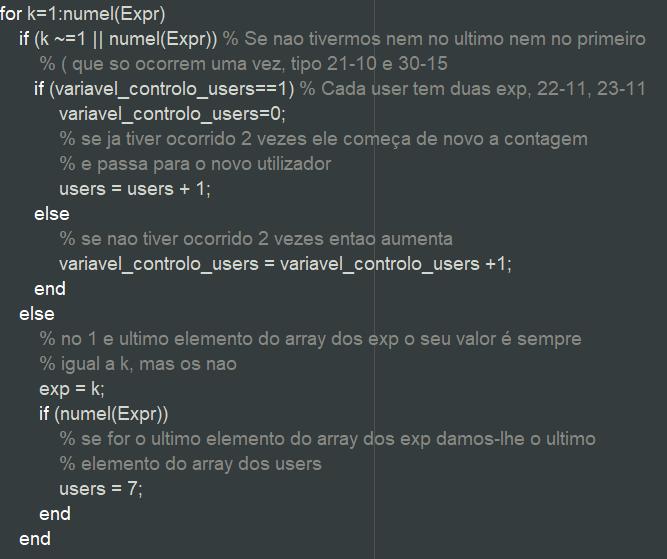 for k=1:numel(Expr)
if (k ~=1 || numel(Expr)) % Se nao tivermos nem no ultimo nem no primeiro
% ( que so ocorrem uma vez, tipo 21-10 e 30-15
if (variavel_controlo_users==1) % Cada user tem duas exp, 22-11, 23-11
variavel_controlo_users=0;
% se ja tiver ocorrido 2 vezes ele começa de novo a contagem
% e passa para o novo utilizador
users = users + 1;
else
% se nao tiver ocorrido 2 vezes entao aumenta
variavel_controlo_users = variavel_controlo_users +1;
end
else
% no 1 e ultimo elemento do array dos exp o seu valor é sempre
% igual a k, mas os nao
exp = k;
if (numel(Expr))
% se for o ultimo elemento do array dos exp damos-lhe o ultimo
% elemento do array dos users
users = 7;
end
end